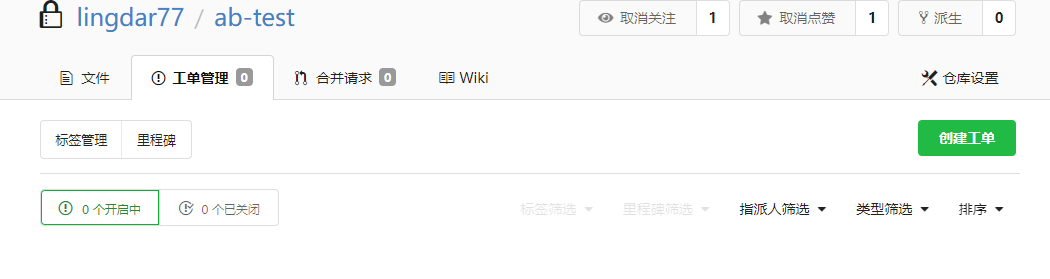 lingdar77 / ab-test 取消关注 1 取消点赞 1 派生 0
文件 工单管理 0 合并请求 0 Wiki 仓库设置
标签管理 里程碑 创建工单
0 个开启中 0 个已关闭 标签筛选 里程碑筛选 指派人筛选 类型筛选 排序